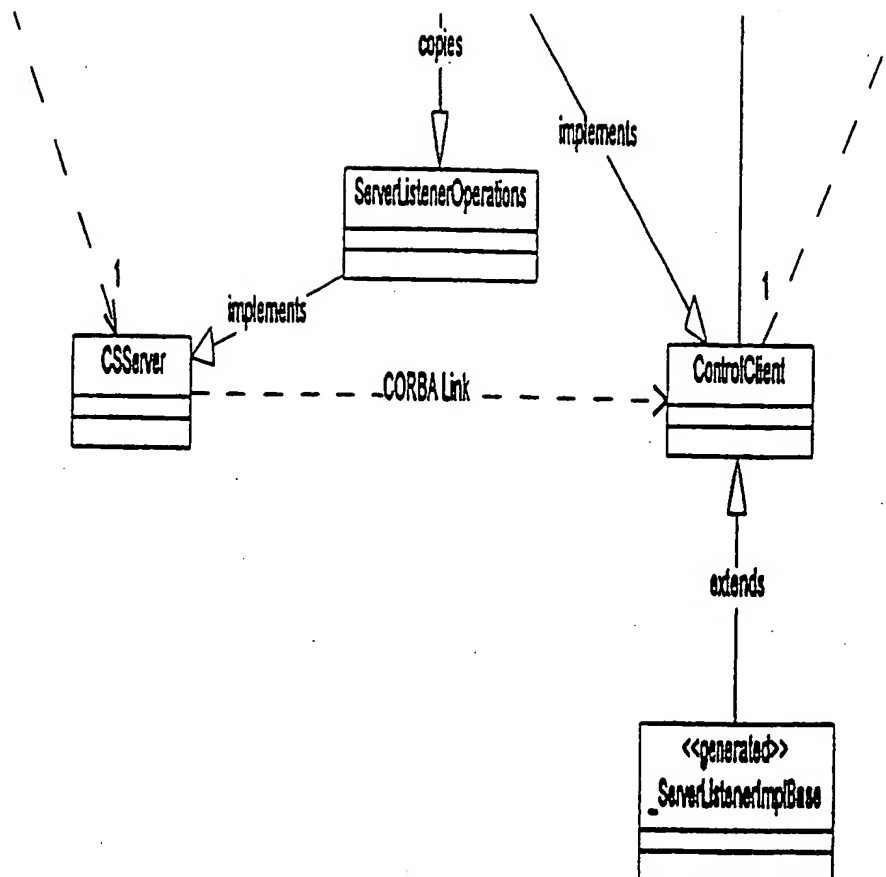 copies
implements
ServerListenerOperations
1
1
implements
CSServer
ControlClient
CORBA Link
extends
<<generated>>
_ServerListenerImplBase